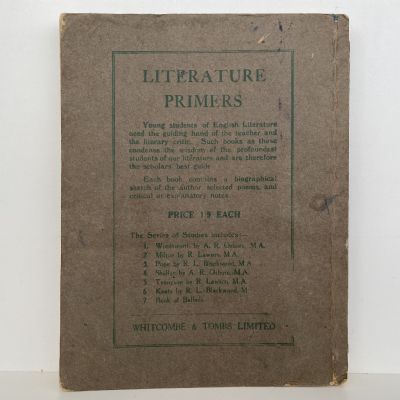 LITERATURE
PRIMERS
Young students of English Literature
need the guiding hand of the teacher and
the literary critic. Such books as these
condense the wisdom of the profoundest
students of our literature and are therefore
the scholars' best guide
Each book contains a biographical
sketch of the author, selected poems, and
critical or explanatory notes
PRICE 1/9 EACH
The Series of Studies includes:—
1. Wordsworth by A. R. M.A.
2. Milton by R. Lawson, M.A.
3. Pope by R. L. Blackwood, M.A.
4. Shelley by A. R. M.A.
5. Tennyson by R. Lawson, M.A.
6. Keats by R. L. Blackwood, M
7. Book of Ballads
WHITCOMBE & TOMBS LIMITED